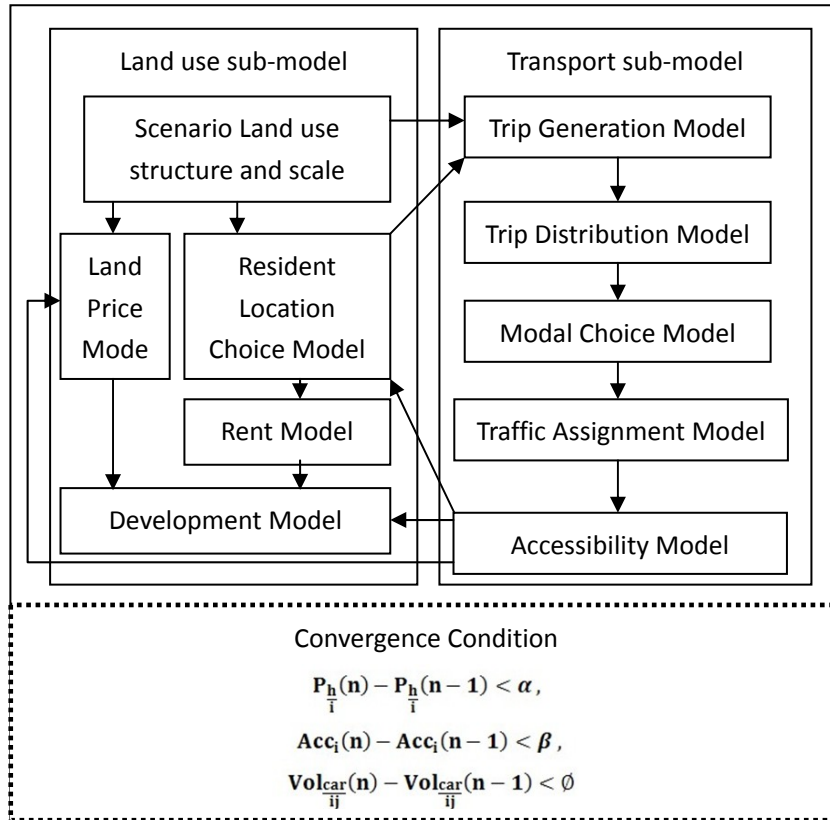 Land use sub-model
Scenario Land use
structure and scale
Land
Price
Mode
Resident
Location
Choice Model
Rent Model
Development Model
Transport sub-model
Trip Generation Model
Trip Distribution Model
Modal Choice Model
Traffic Assignment Model
Accessibility Model
Convergence Condition
P_{\overline{h}/i}(n) − P_{\overline{h}/i}(n − 1) < α ,
Acc_i(n) − Acc_i(n − 1) < β ,
Vol_{car/ij}(n) − Vol_{car/ij}(n − 1) < ∅